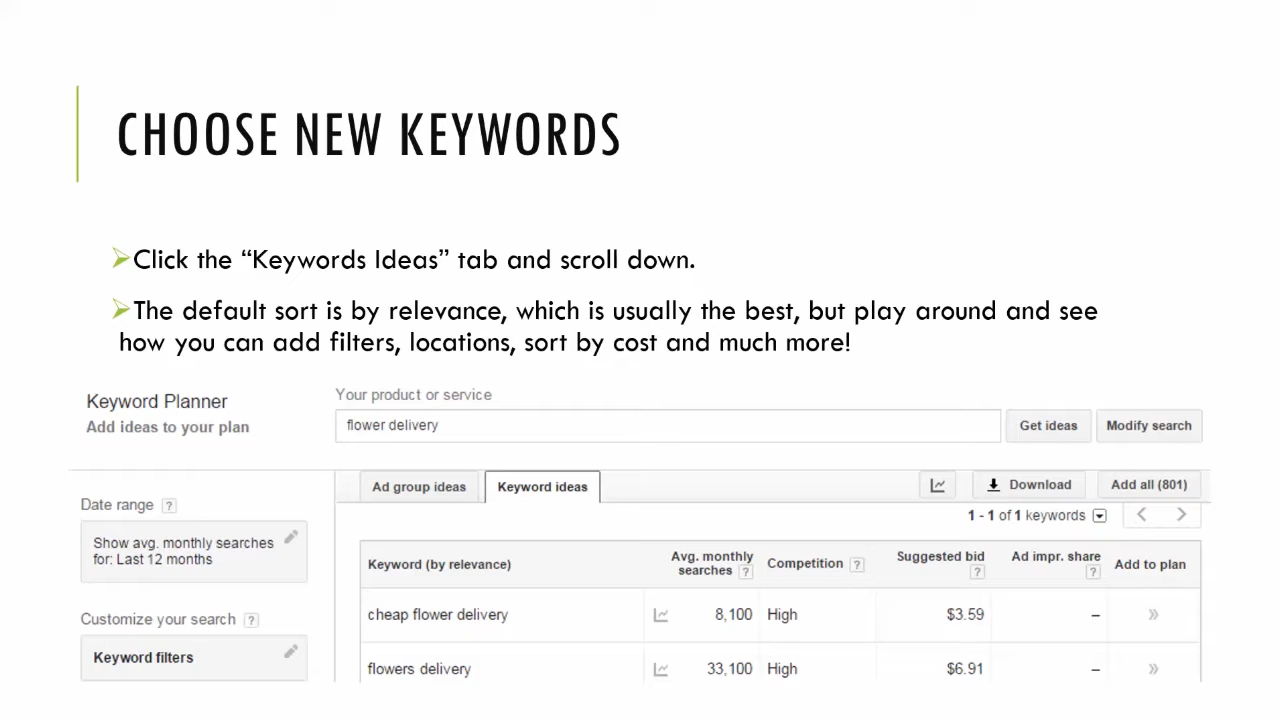 CHOOSE NEW KEYWORDS
Click the “Keywords Ideas” tab and scroll down.
The default sort is by relevance, which is usually the best, but play around and see
how you can add filters, locations, sort by cost and much more!
Keyword Planner
Add ideas to your plan
Your product or service
flower delivery
Get ideas
Modify search
Date range ?
Show avg. monthly searches
for: Last 12 months
Customize your search ?
Keyword filters
Ad group ideas
Keyword ideas
Download
Add all (801)
1 - 1 of 1 keywords
Keyword (by relevance)
Avg. monthly
searches ?
Competition ?
Suggested bid
?
Ad impr. share
?
Add to plan
cheap flower delivery 8,100 High $3.59 – »
flowers delivery 33,100 High $6.91 – »